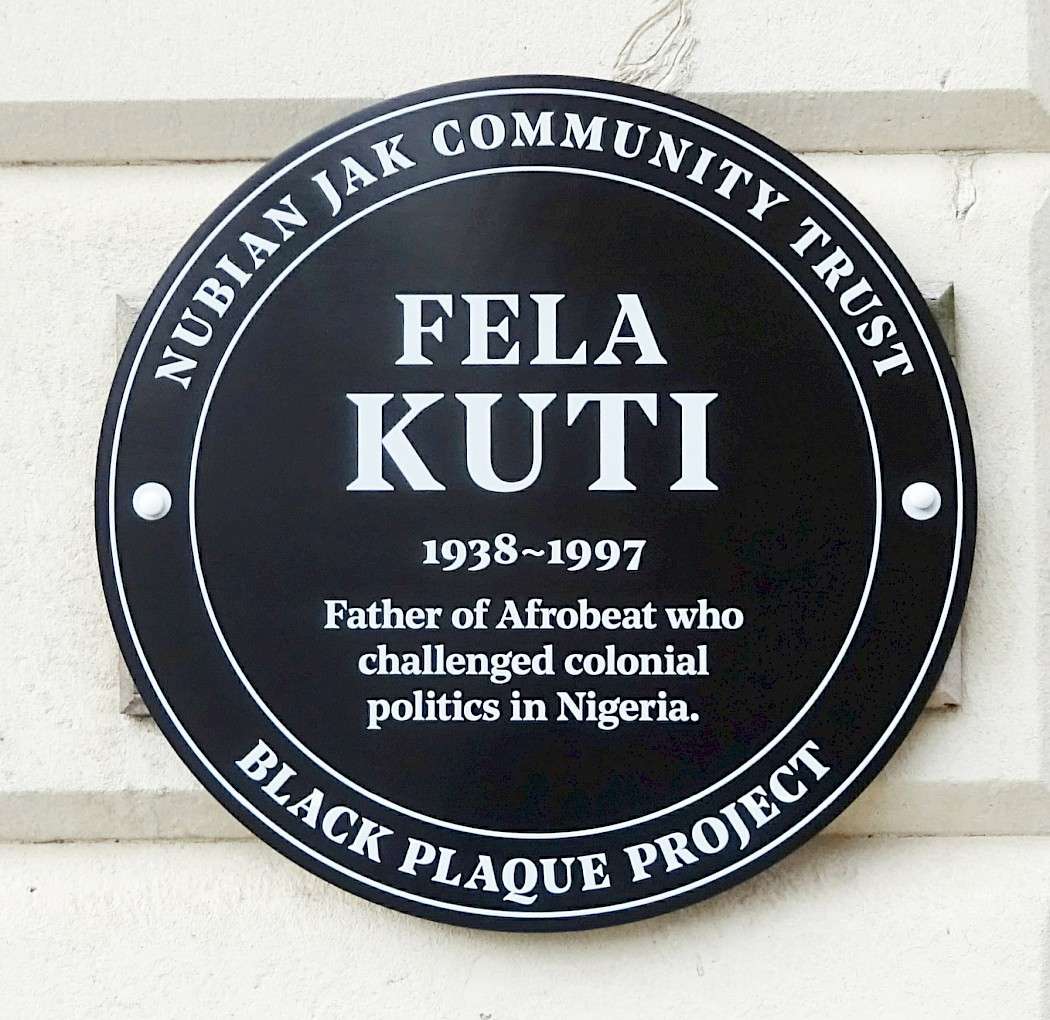 NUBIAN JAK COMMUNITY TRUST
FELA
KUTI
1938~1997
Father of Afrobeat who
challenged colonial
politics in Nigeria.
BLACK PLAQUE PROJECT